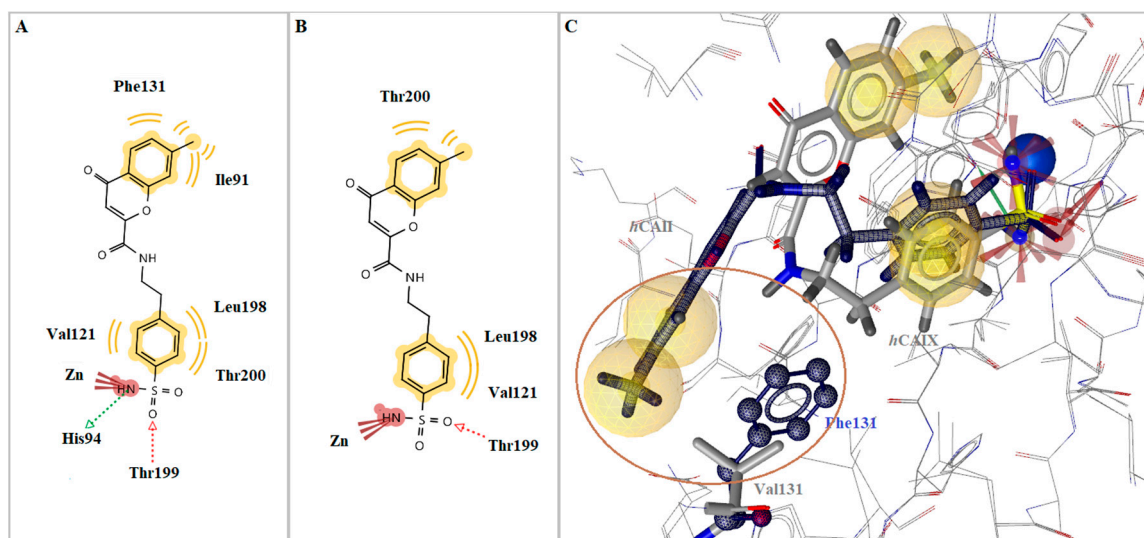 A
Phe131
Ile91
O
O
O
NH
Val121
Leu198
Thr200
Zn
HN
S
O
O
His94
Thr199
B
Thr200
O
O
O
NH
Leu198
Val121
Zn
HN
S
O
O
Thr199
C
hCAII
hCAIX
Phe131
Val131